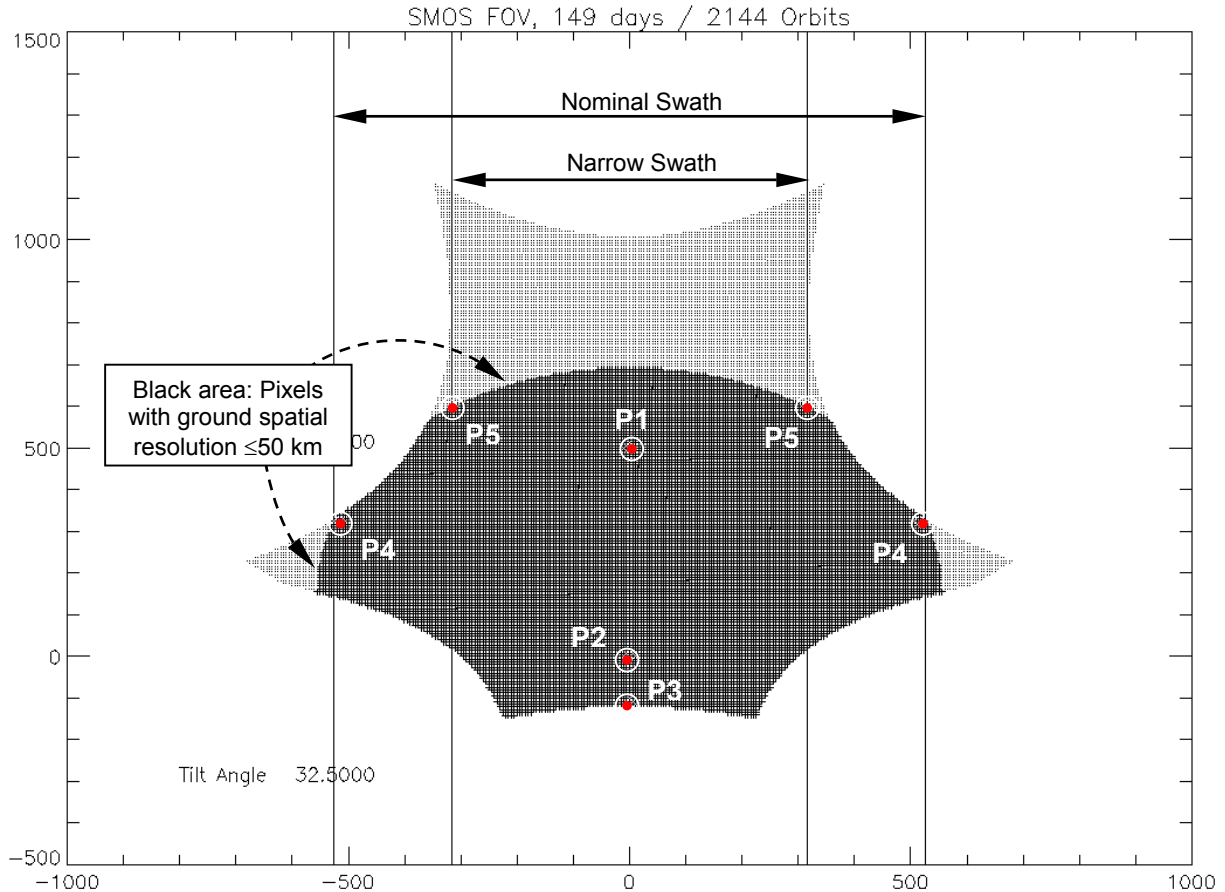 SMOS FOV, 149 days / 2144 Orbits
1500
Nominal Swath
Narrow Swath
1000
Black area: Pixels
with ground spatial
resolution ≤50 km
P5
P1
P5
500
P4
P4
P2
P3
0
Tilt Angle 32.5000
-500
-1000
-500
0
500
1000